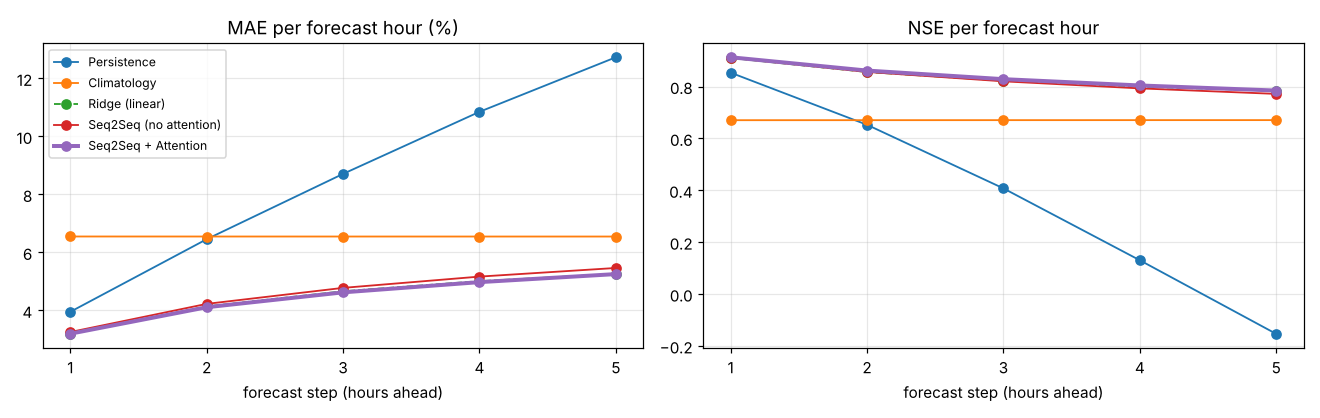 MAE per forecast hour (%)
Persistence
Climatology
Ridge (linear)
Seq2Seq (no attention)
Seq2Seq + Attention
12
10
8
6
4
1 2 3 4 5
forecast step (hours ahead)
NSE per forecast hour
0.8
0.6
0.4
0.2
0.0
−0.2
1 2 3 4 5
forecast step (hours ahead)